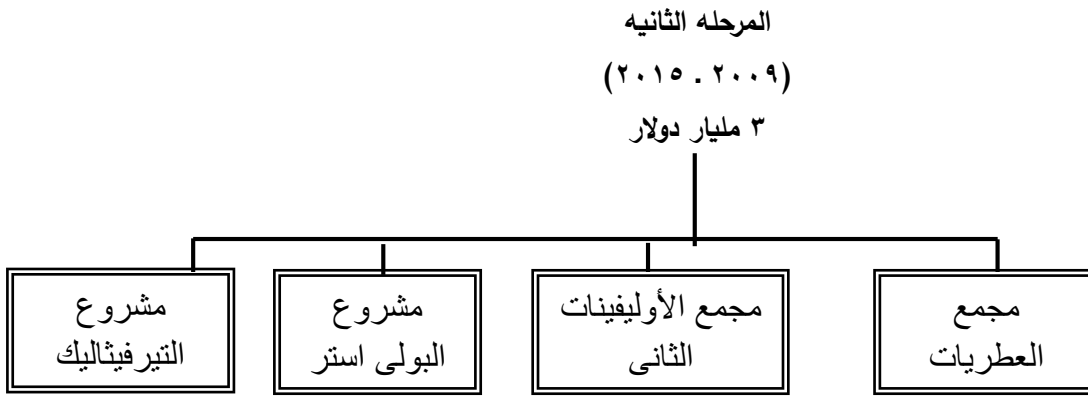 المرحله الثانيه
(٢٠٠٩ - ٢٠١٥)
٣ مليار دولار
مجمع
العطريات
مجمع الأوليفينات
الثانى
مشروع
البولى استر
مشروع
التيرفيثاليك